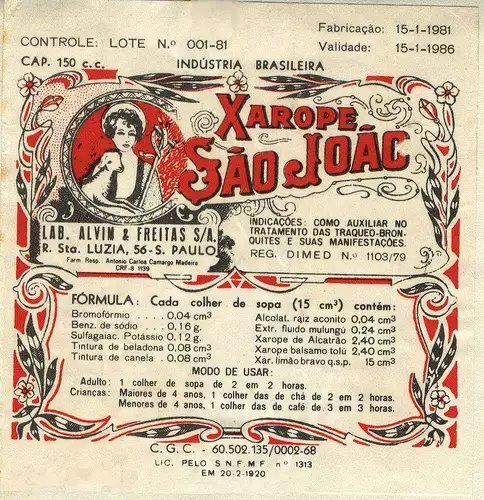 Fabricação: 15-1-1981
CONTROLE: LOTE N.º 001-81
Validade: 15-1-1986
CAP. 150 c.c. INDÚSTRIA BRASILEIRA
XAROPE
SÃO JOÃO
LAB. ALVIM & FREITAS S/A.
R. Sta. LUZIA, 56-S. PAULO
Farm. Resp.: Antonio Carlos Camargo Madeira
CRF-8 1139
INDICAÇÕES: COMO AUXILIAR NO
TRATAMENTO DAS TRAQUEO-BRON-
QUITES E SUAS MANIFESTAÇÕES.
REG. DIMED N.º 1103/79
FÓRMULA: Cada colher de sopa (15 cm³) contém:
Bromofórmio ..... 0,04 cm³
Benz. de sódio .... 0,16 g.
Sulfagaiac. Potássio 0,12 g.
Tintura de beladona 0,08 cm³
Tintura de canela . 0,08 cm³
Alcolat. raiz aconito 0,04 cm³
Extr. fluido mulungú 0,24 cm³
Xarope de Alcatrão 2,40 cm³
Xarope balsamo tolú 2,40 cm³
Xar. limão bravo q.s.p. 15 cm³
MODO DE USAR:
Adulto: 1 colher de sopa de 2 em 2 horas.
Crianças: Maiores de 4 anos, 1 colher das de chá de 2 em 2 horas.
Menores de 4 anos, 1 colher das de café de 3 em 3 horas.
C.G.C. - 60.502.135/0002-68
LIC. PELO S.N.F.M.F. nº 1313
EM 20-2-1920